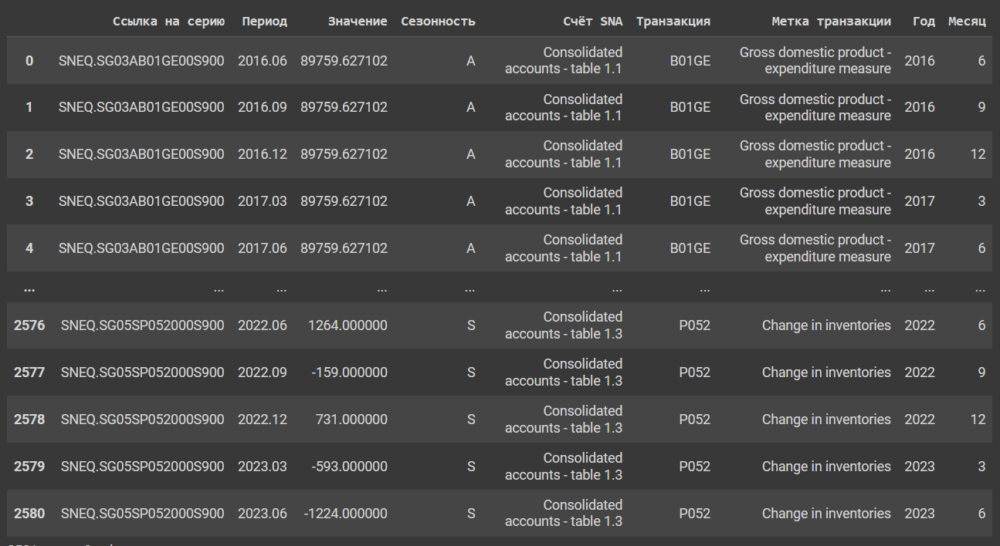 Ссылка на серию Период Значение Сезонность Счёт SNA Транзакция Метка транзакции Год Месяц
0 SNEQ.SG03AB01GE00S900 2016.06 89759.627102 A Consolidated accounts - table 1.1 B01GE Gross domestic product - expenditure measure 2016 6
1 SNEQ.SG03AB01GE00S900 2016.09 89759.627102 A Consolidated accounts - table 1.1 B01GE Gross domestic product - expenditure measure 2016 9
2 SNEQ.SG03AB01GE00S900 2016.12 89759.627102 A Consolidated accounts - table 1.1 B01GE Gross domestic product - expenditure measure 2016 12
3 SNEQ.SG03AB01GE00S900 2017.03 89759.627102 A Consolidated accounts - table 1.1 B01GE Gross domestic product - expenditure measure 2017 3
4 SNEQ.SG03AB01GE00S900 2017.06 89759.627102 A Consolidated accounts - table 1.1 B01GE Gross domestic product - expenditure measure 2017 6
... ... ... ... ... ... ... ... ... ...
2576 SNEQ.SG05SP052000S900 2022.06 1264.000000 S Consolidated accounts - table 1.3 P052 Change in inventories 2022 6
2577 SNEQ.SG05SP052000S900 2022.09 -159.000000 S Consolidated accounts - table 1.3 P052 Change in inventories 2022 9
2578 SNEQ.SG05SP052000S900 2022.12 731.000000 S Consolidated accounts - table 1.3 P052 Change in inventories 2022 12
2579 SNEQ.SG05SP052000S900 2023.03 -593.000000 S Consolidated accounts - table 1.3 P052 Change in inventories 2023 3
2580 SNEQ.SG05SP052000S900 2023.06 -1224.000000 S Consolidated accounts - table 1.3 P052 Change in inventories 2023 6